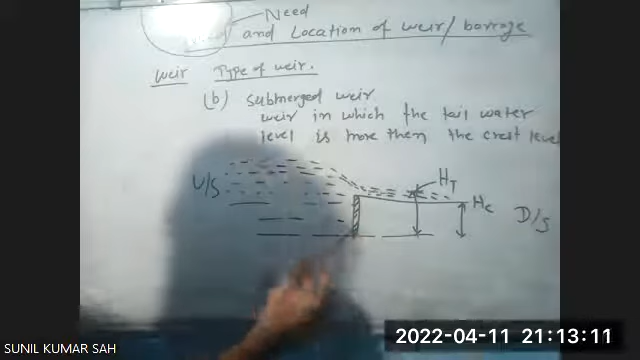 Need
and Location of weir/ barrage
Weir Type of weir.
(b) submerged weir
weir in which the tail water
level is more then the crest level
U/S
HT
Hc
D/S
SUNIL KUMAR SAH
2022-04-11 21:13:11